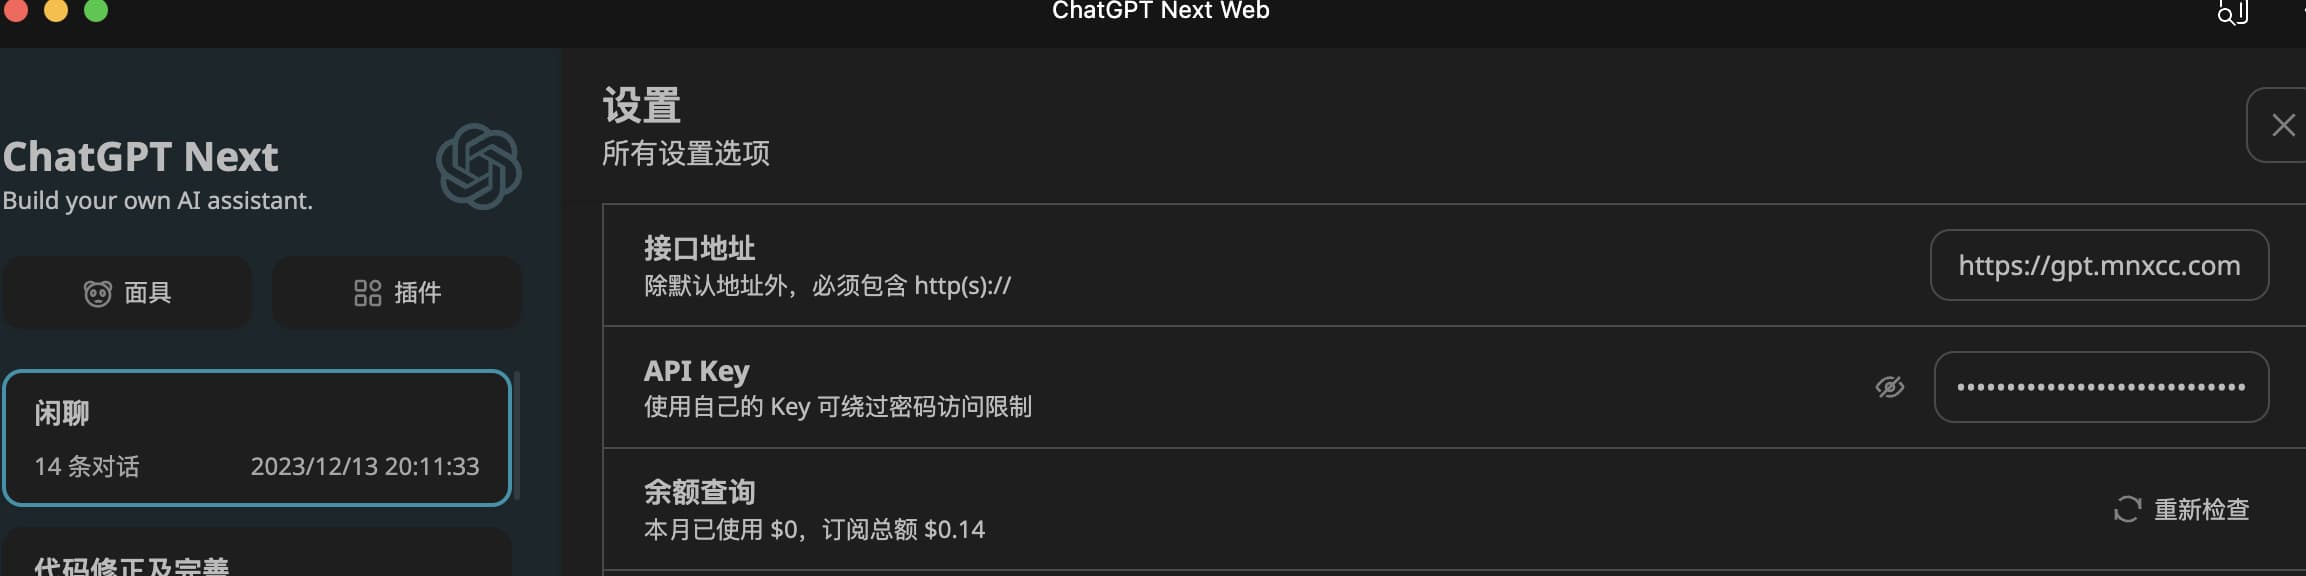 ChatGPT Next Web
ChatGPT Next
Build your own AI assistant.
面具
插件
闲聊
14 条对话
2023/12/13 20:11:33
代码修正及完善
设置
所有设置选项
接口地址
除默认地址外，必须包含 http(s)://
https://gpt.mnxcc.com
API Key
使用自己的 Key 可绕过密码访问限制
••••••••••••••••••••••••••••
余额查询
本月已使用 $0，订阅总额 $0.14
重新检查